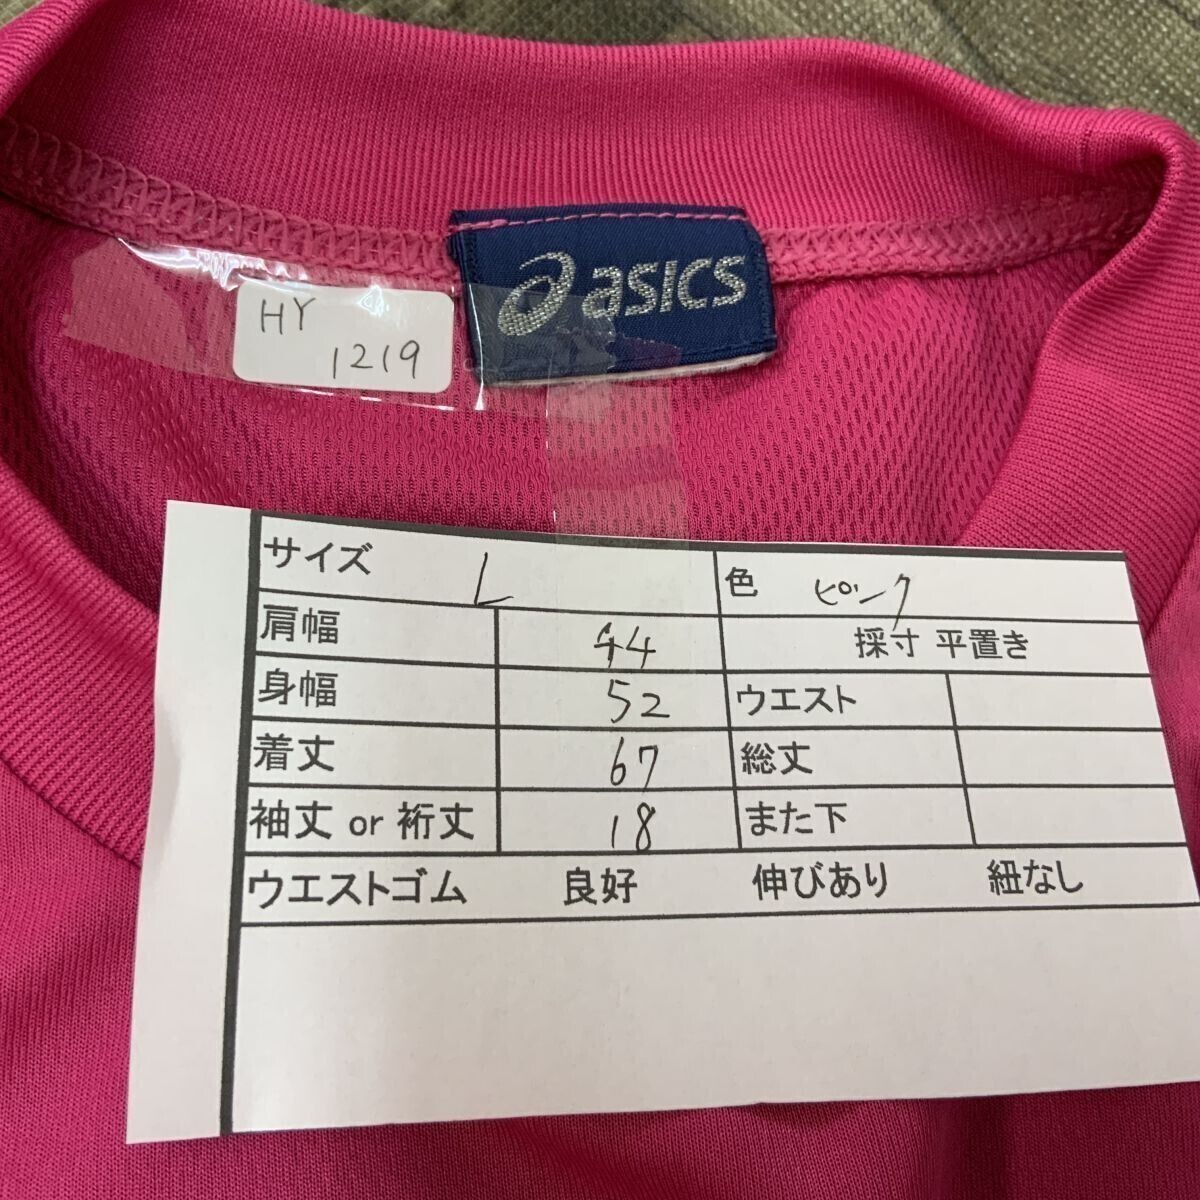 asics
HY
1219
サイズ L 色 ピンク
肩幅 44 採寸 平置き
身幅 52 ウエスト
着丈 67 総丈
袖丈 or 裄丈 18 また下
ウエストゴム 良好 伸びあり 紐なし